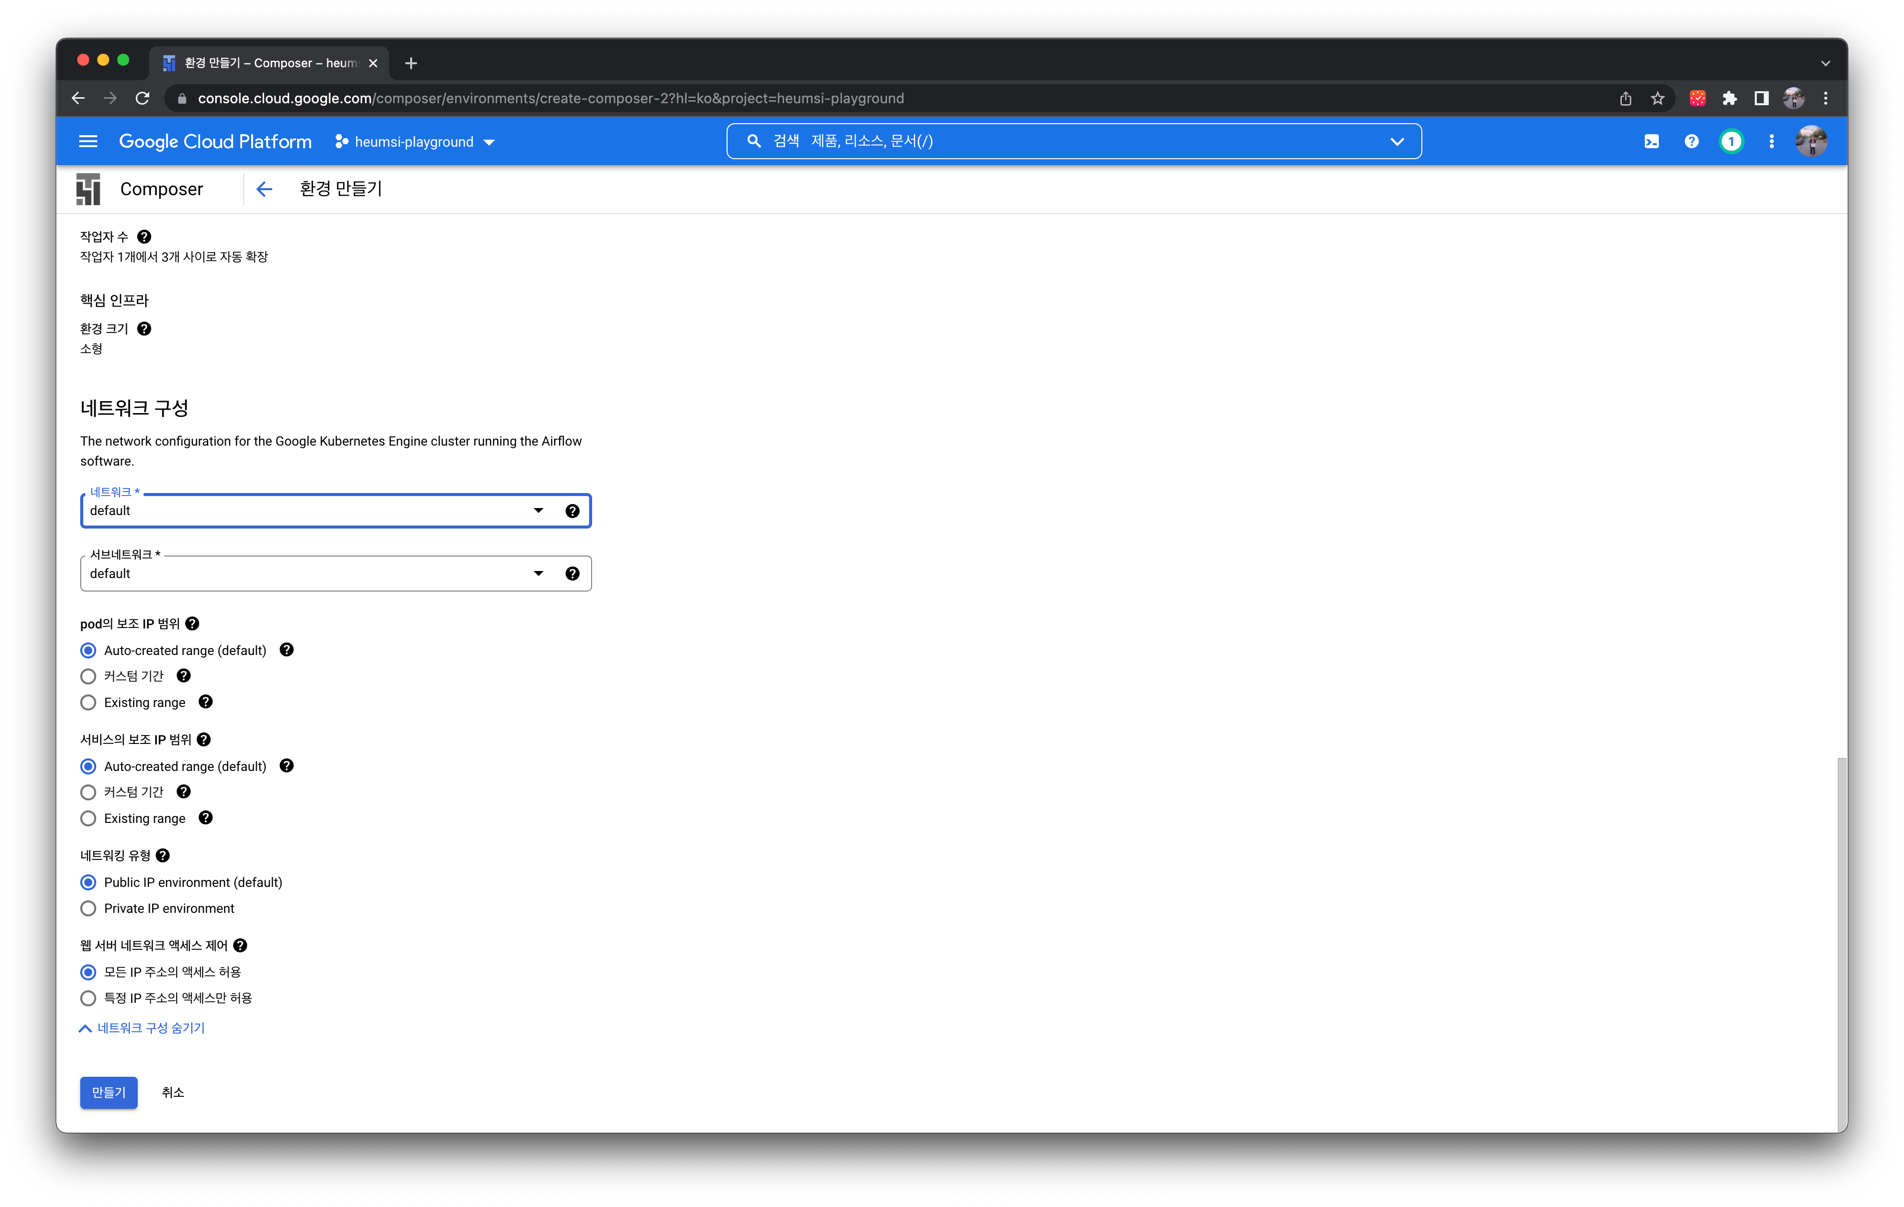 환경 만들기 – Composer – heum
console.cloud.google.com/composer/environments/create-composer-2?hl=ko&project=heumsi-playground
Google Cloud Platform
heumsi-playground
검색 제품, 리소스, 문서(/)
1
Composer
환경 만들기
작업자 수
작업자 1개에서 3개 사이로 자동 확장
핵심 인프라
환경 크기
소형
네트워크 구성
The network configuration for the Google Kubernetes Engine cluster running the Airflow
software.
네트워크 *
default
서브네트워크 *
default
pod의 보조 IP 범위
Auto-created range (default)
커스텀 기간
Existing range
서비스의 보조 IP 범위
Auto-created range (default)
커스텀 기간
Existing range
네트워킹 유형
Public IP environment (default)
Private IP environment
웹 서버 네트워크 액세스 제어
모든 IP 주소의 액세스 허용
특정 IP 주소의 액세스만 허용
네트워크 구성 숨기기
만들기
취소